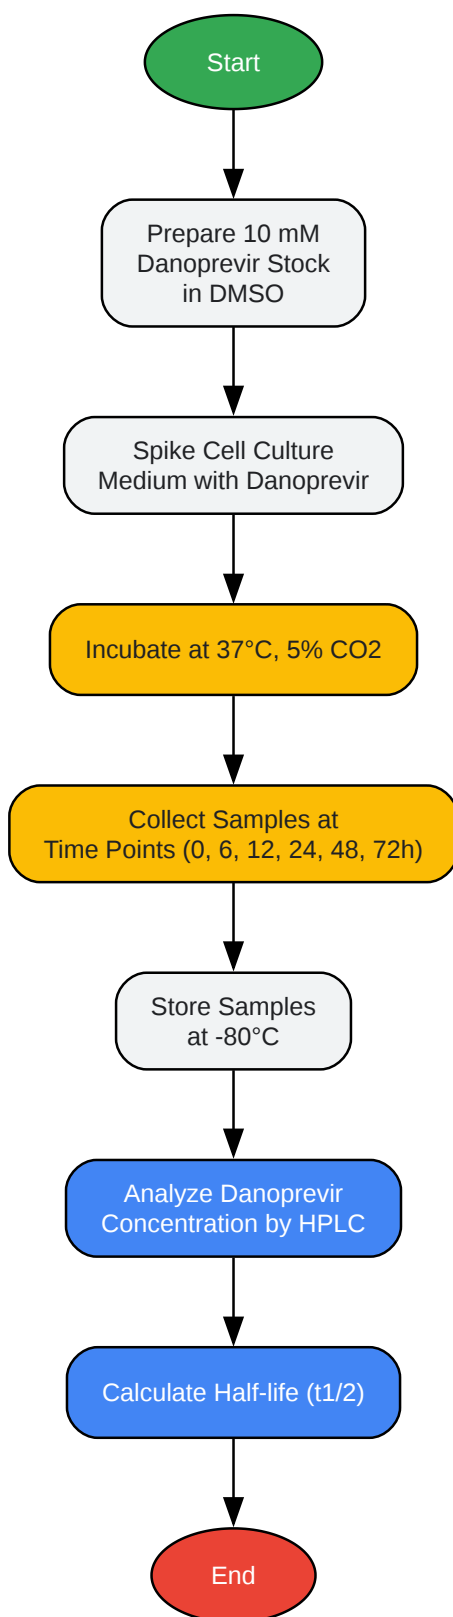 Start
Prepare 10 mM
Danoprevir Stock
in DMSO
Spike Cell Culture
Medium with Danoprevir
Incubate at 37°C, 5% CO2
Collect Samples at
Time Points (0, 6, 12, 24, 48, 72h)
Store Samples
at -80°C
Analyze Danoprevir
Concentration by HPLC
Calculate Half-life (t1/2)
End